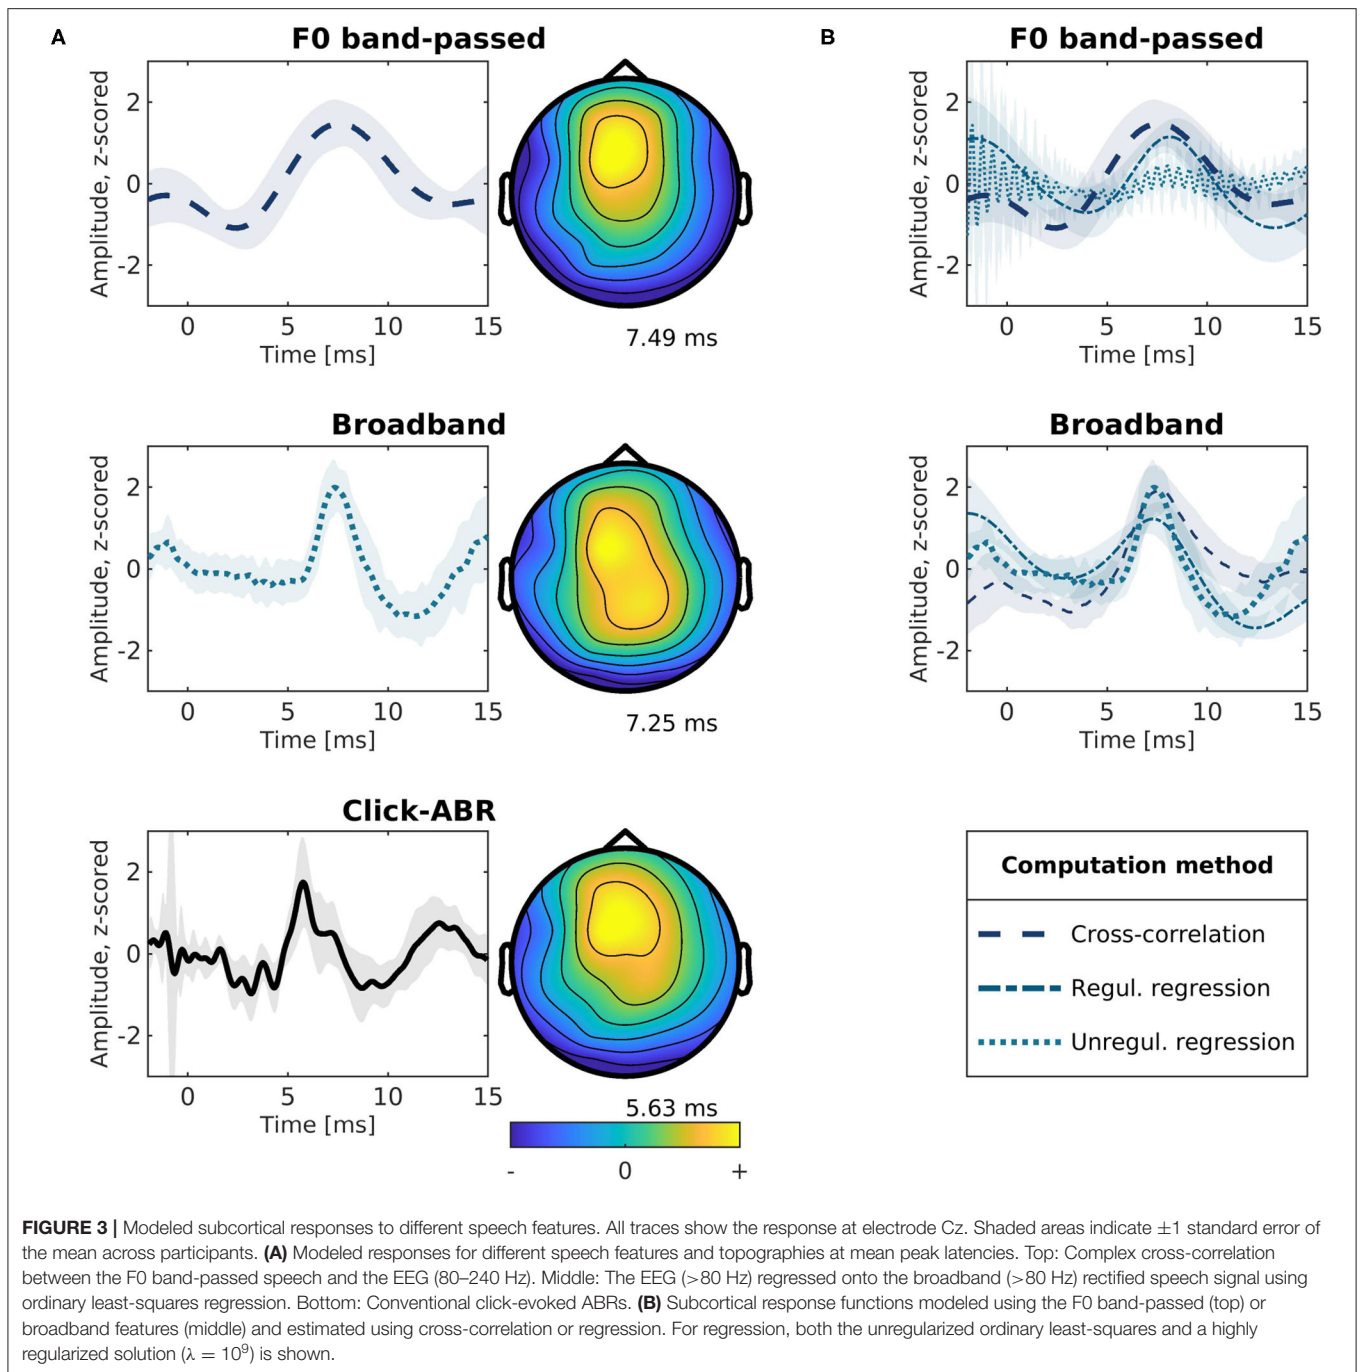 A
F0 band-passed
Amplitude, z-scored
2
0
-2
0
5
10
15
Time [ms]
7.49 ms
B
F0 band-passed
Amplitude, z-scored
2
0
-2
0
5
10
15
Time [ms]
Broadband
Amplitude, z-scored
2
0
-2
0
5
10
15
Time [ms]
7.25 ms
Broadband
Amplitude, z-scored
2
0
-2
0
5
10
15
Time [ms]
Click-ABR
Amplitude, z-scored
2
0
-2
0
5
10
15
Time [ms]
5.63 ms
-
0
+
Computation method
Cross-correlation
Regul. regression
Unregul. regression
FIGURE 3 | Modeled subcortical responses to different speech features. All traces show the response at electrode Cz. Shaded areas indicate ±1 standard error of
the mean across participants. (A) Modeled responses for different speech features and topographies at mean peak latencies. Top: Complex cross-correlation
between the F0 band-passed speech and the EEG (80–240 Hz). Middle: The EEG (>80 Hz) regressed onto the broadband (>80 Hz) rectified speech signal using
ordinary least-squares regression. Bottom: Conventional click-evoked ABRs. (B) Subcortical response functions modeled using the F0 band-passed (top) or
broadband features (middle) and estimated using cross-correlation or regression. For regression, both the unregularized ordinary least-squares and a highly
regularized solution (λ = 10⁹) is shown.